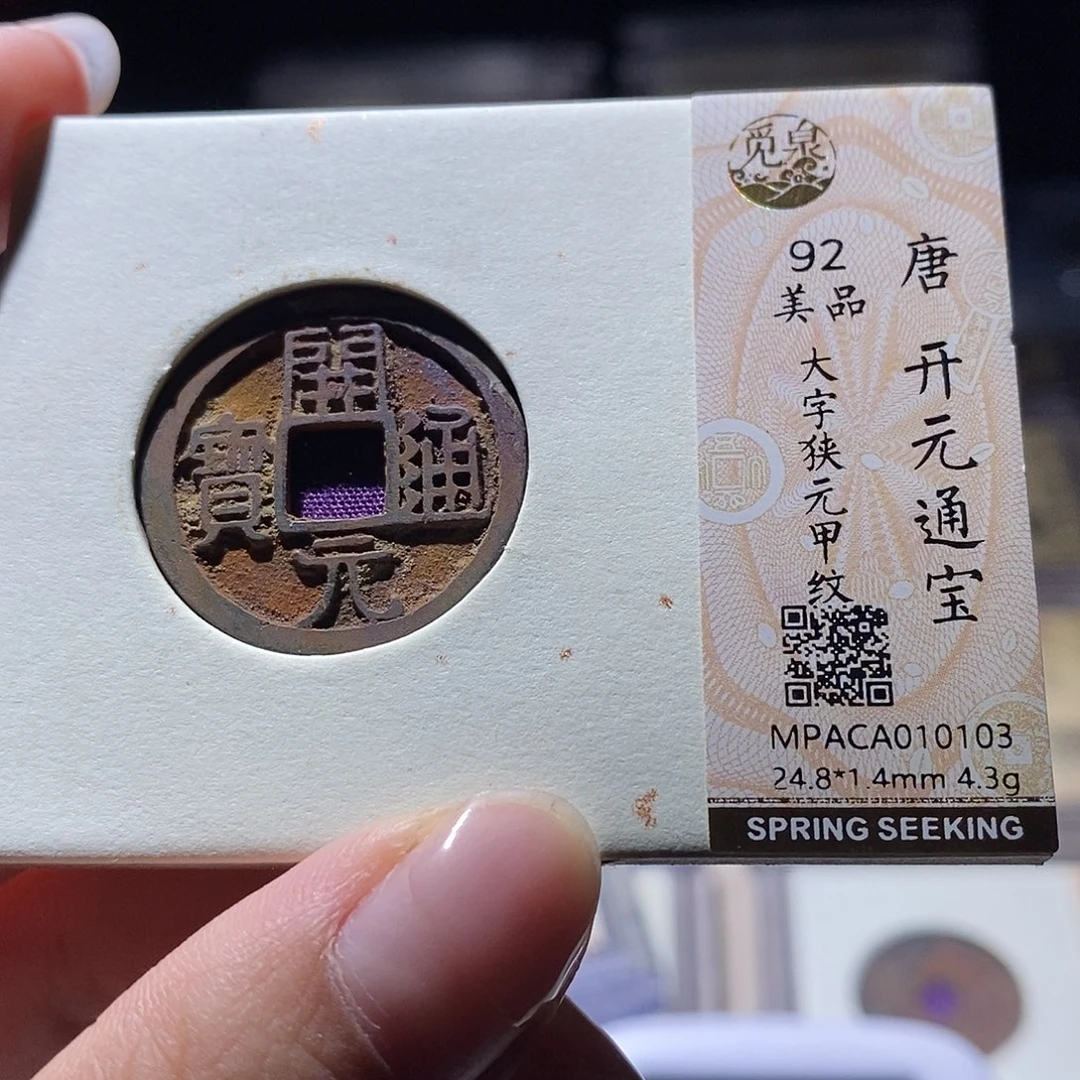 觅泉
唐 开元通宝
92
美品
大字狭元甲纹
MPACA010103
24.8*1.4mm 4.3g
SPRING SEEKING
開元通寶